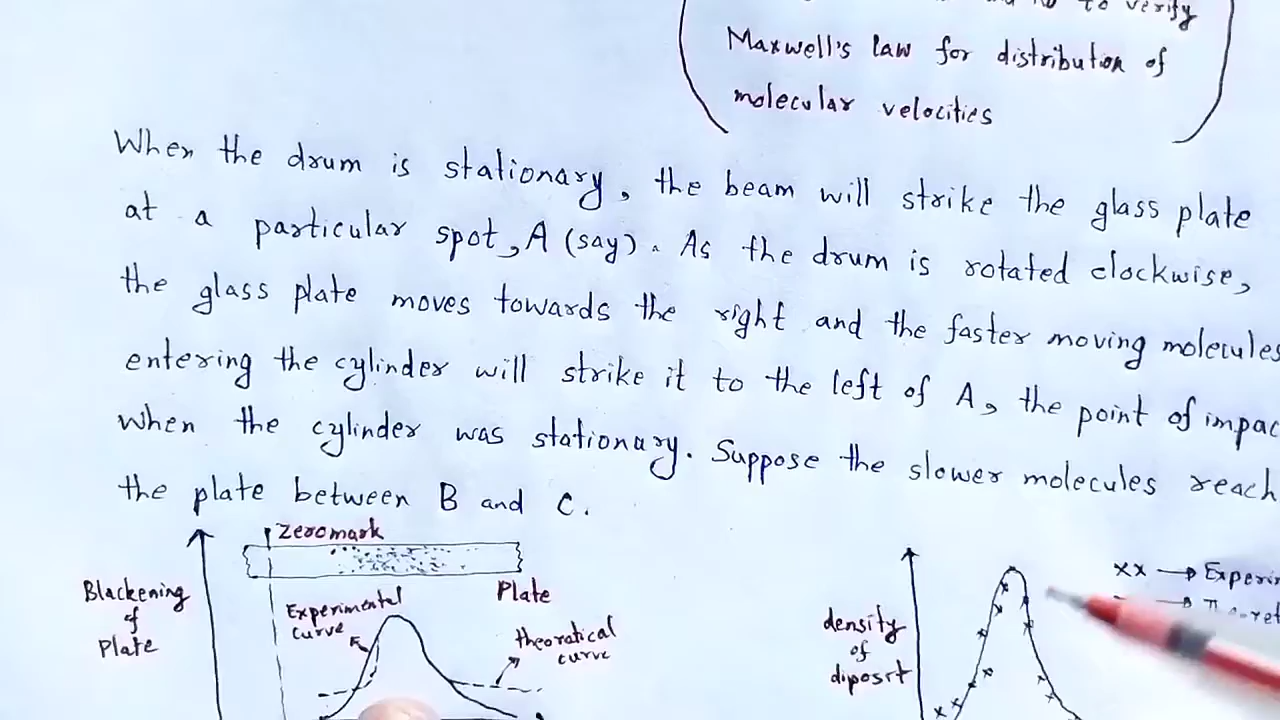 to verify
Maxwell's law for distribution of
molecular velocities
When the drum is stationary, the beam will strike the glass plate
at a particular spot, A (say). As the drum is rotated clockwise,
the glass plate moves towards the right and the faster moving molecules
entering the cylinder will strike it to the left of A, the point of impac
when the cylinder was stationary. Suppose the slower molecules reach
the plate between B and C.
Zeromark
Blackening
of
Plate
Plate
Experimental
curve
theoratical
curve
density
of
diposit
xx → Experi